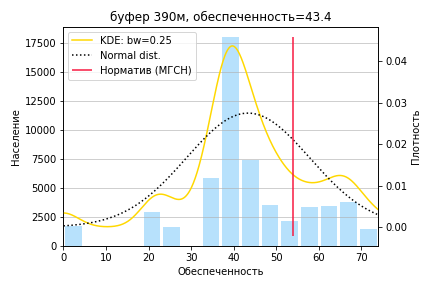 буфер 390м, обеспеченность=43.4
KDE: bw=0.25
Normal dist.
Норматив (МГСН)
17500
15000
12500
10000
7500
5000
2500
0
Население
0.04
0.03
0.02
0.01
0.00
Плотность
0 10 20 30 40 50 60 70
Обеспеченность